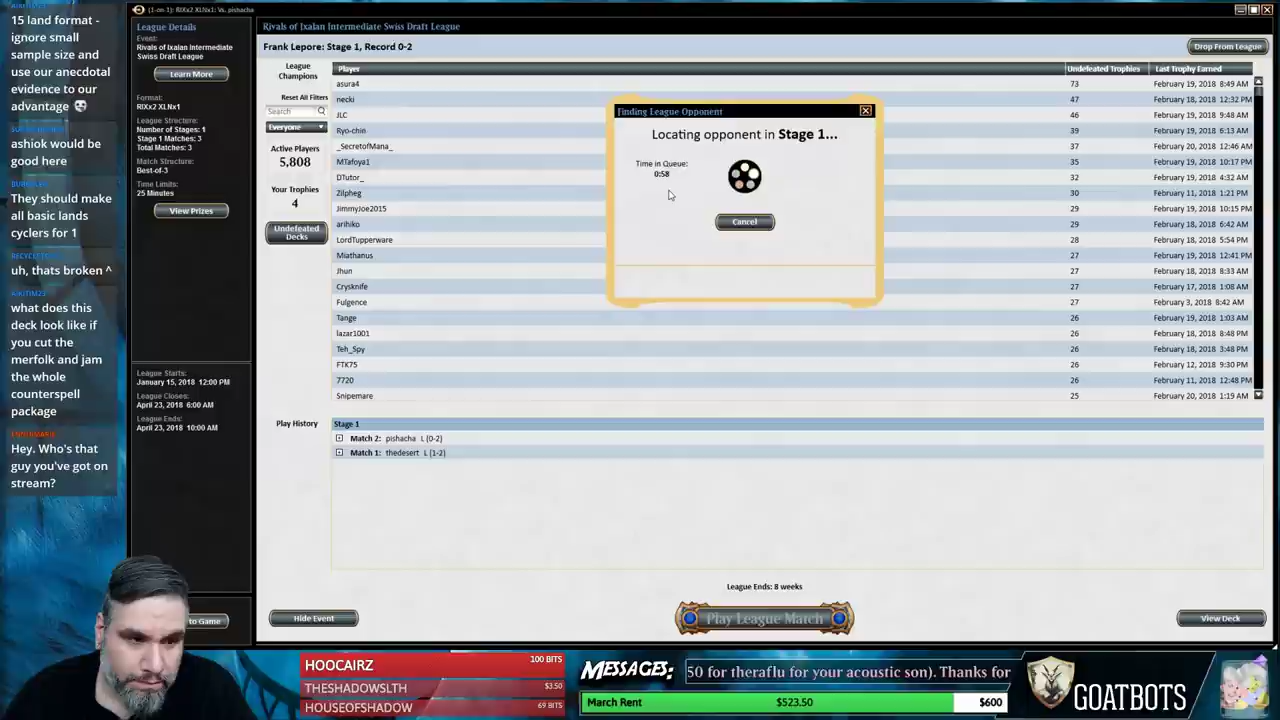 (1-on-1): RIXx2 XLNx1: Vs. pishacha
15 land format -
ignore small
sample size and
use our anecdotal
evidence to our
advantage
ashiok would be
good here
They should make
all basic lands
cyclers for 1
uh, thats broken ^
what does this
deck look like if
you cut the
merfolk and jam
the whole
counterspell
package
Hey. Who's that
guy you've got on
stream?
League Details
Event:
Rivals of Ixalan Intermediate
Swiss Draft League
Learn More
Format:
RIXx2 XLNx1
League Structure:
Number of Stages: 1
Stage 1 Matches: 3
Total Matches: 3
Match Structure:
Best-of-3
Time Limits:
25 Minutes
View Prizes
League Starts:
January 15, 2018 12:00 PM
League Closes:
April 23, 2018 6:00 AM
League Ends:
April 23, 2018 10:00 AM
to Game
Rivals of Ixalan Intermediate Swiss Draft League
Frank Lepore: Stage 1, Record 0-2
Drop From League
League
Champions
Reset All Filters
Search
Everyone
Active Players
5,808
Your Trophies
4
Undefeated
Decks
Player Undefeated Trophies Last Trophy Earned
asura4 73 February 19, 2018 8:49 AM
necki 47 February 18, 2018 12:32 PM
JLC 46 February 19, 2018 9:48 AM
Ryo-chin 39 February 19, 2018 6:13 AM
_SecretofMana_ 37 February 20, 2018 12:46 AM
MTafoya1 35 February 19, 2018 10:17 PM
DTutor_ 32 February 19, 2018 4:32 AM
Zilpheg 30 February 11, 2018 1:21 PM
JimmyJoe2015 29 February 19, 2018 10:15 PM
arihiko 29 February 18, 2018 6:42 AM
LordTupperware 28 February 18, 2018 5:54 PM
Miathanus 27 February 19, 2018 12:41 PM
Jhun 27 February 18, 2018 8:33 AM
Crysknife 27 February 17, 2018 1:08 AM
Fulgence 27 February 3, 2018 8:42 AM
Tange 26 February 19, 2018 1:03 AM
lazar1001 26 February 18, 2018 8:48 PM
Teh_Spy 26 February 18, 2018 3:48 PM
FTK75 26 February 12, 2018 9:30 PM
7720 26 February 11, 2018 12:48 PM
Snipemare 25 February 20, 2018 1:19 AM
Finding League Opponent
Locating opponent in Stage 1...
Time in Queue:
0:58
Cancel
Play History
Stage 1
Match 2: pishacha L (0-2)
Match 1: thedesert L (1-2)
League Ends: 8 weeks
Hide Event
Play League Match
View Deck
HOOCAIRZ 100 BITS
THESHADOWSLTH $3.50
HOUSEOFSHADOW 69 BITS
MESSAGES:
50 for theraflu for your acoustic son). Thanks for
March Rent $523.50 $600
GOATBOTS